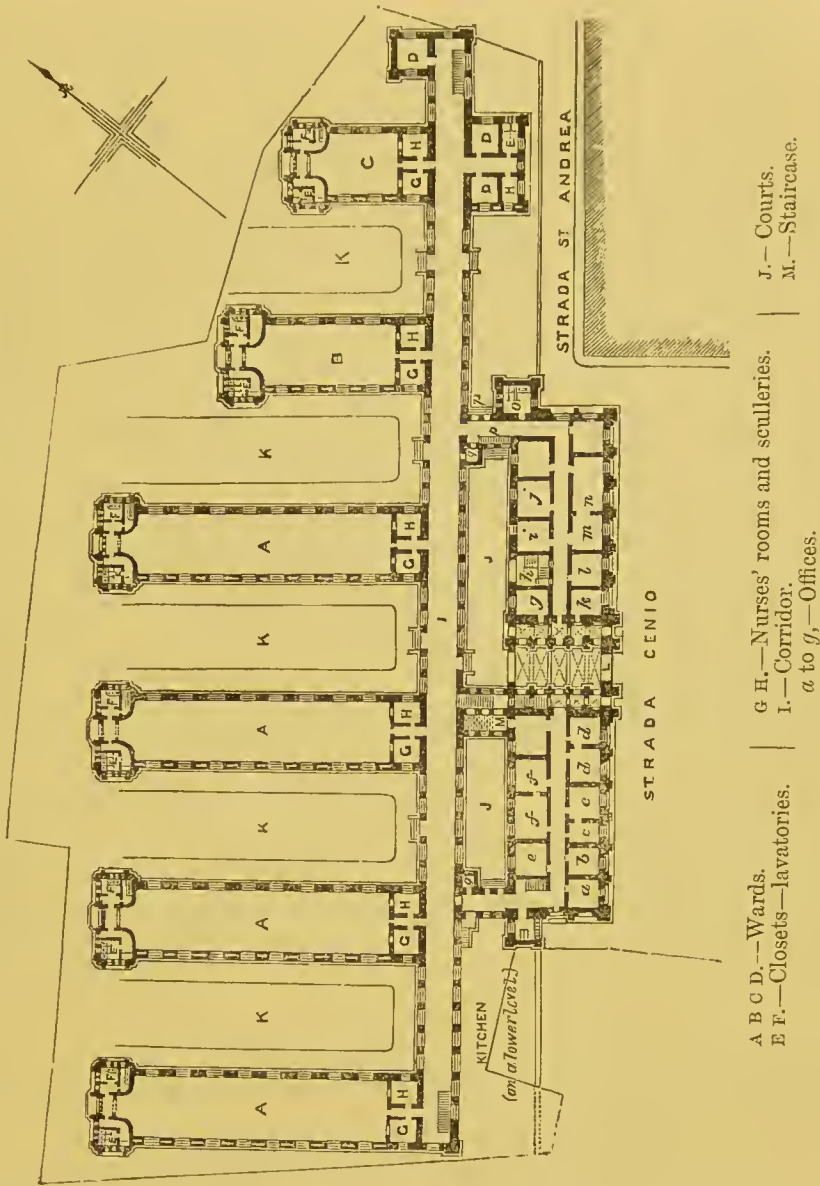 F E F E F E F E F E F E
A A A A B C D
K K K K K
G H G H G H G H G H G H
I
D D
H E
J J
M
q q p p o
KITCHEN
(on a lower level)
e f f g h i j
a b c c d d L k l m n
STRADA ST ANDREA
STRADA CENIO
A B C D.—Wards.
E F.—Closets—lavatories.
G H.—Nurses' rooms and sculleries.
I.—Corridor.
a to g,—Offices.
J.—Courts.
M.—Staircase.